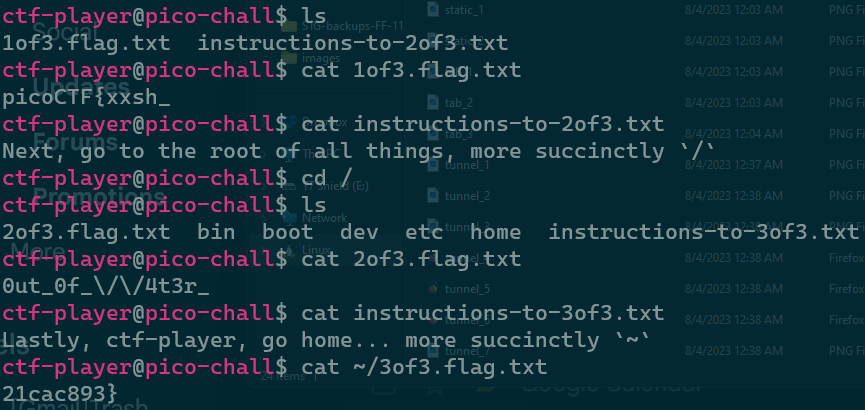 ctf-player@pico-chall$ ls
1of3.flag.txt  instructions-to-2of3.txt
ctf-player@pico-chall$ cat 1of3.flag.txt
picoCTF{xxsh_
ctf-player@pico-chall$ cat instructions-to-2of3.txt
Next, go to the root of all things, more succinctly `/`
ctf-player@pico-chall$ cd /
ctf-player@pico-chall$ ls
2of3.flag.txt  bin  boot  dev  etc  home  instructions-to-3of3.txt
ctf-player@pico-chall$ cat 2of3.flag.txt
0ut_0f_\/\/4t3r_
ctf-player@pico-chall$ cat instructions-to-3of3.txt
Lastly, ctf-player, go home... more succinctly `~`
ctf-player@pico-chall$ cat ~/3of3.flag.txt
21cac893}
Social
Updates
Forums
Promotions
More
images
Network
Linux
24 items
static_1
tab_2
tab_3
tunnel_1
tunnel_2
tunnel_5
tunnel_7
8/4/2023 12:03 AM
8/4/2023 12:03 AM
8/4/2023 12:03 AM
8/4/2023 12:03 AM
8/4/2023 12:04 AM
8/4/2023 12:37 AM
8/4/2023 12:38 AM
8/4/2023 12:38 AM
8/4/2023 12:38 AM
8/4/2023 12:38 AM
8/4/2023 12:38 AM
8/4/2023 12:38 AM
PNG Fi
PNG Fi
PNG Fi
PNG Fi
PNG Fi
Firefox
Firefox
Firefox
Google Calendar